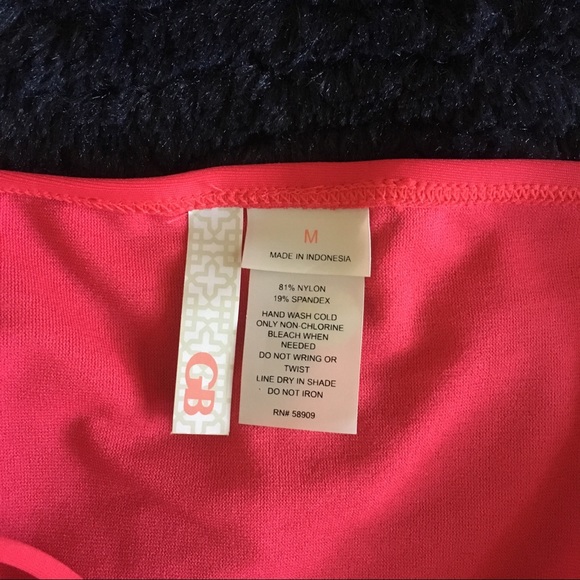 M
MADE IN INDONESIA
81% NYLON
19% SPANDEX
HAND WASH COLD
ONLY NON-CHLORINE
BLEACH WHEN
NEEDED
DO NOT WRING OR
TWIST
LINE DRY IN SHADE
DO NOT IRON
RN# 58909
GB